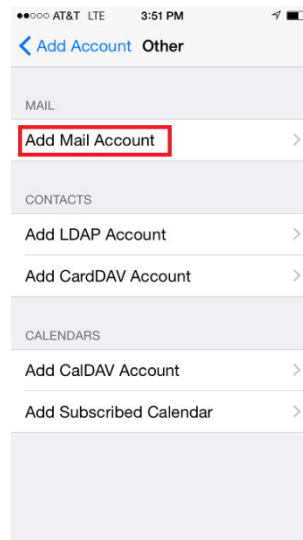 AT&T LTE 3:51 PM
Add Account Other
MAIL
Add Mail Account
CONTACTS
Add LDAP Account
Add CardDAV Account
CALENDARS
Add CalDAV Account
Add Subscribed Calendar